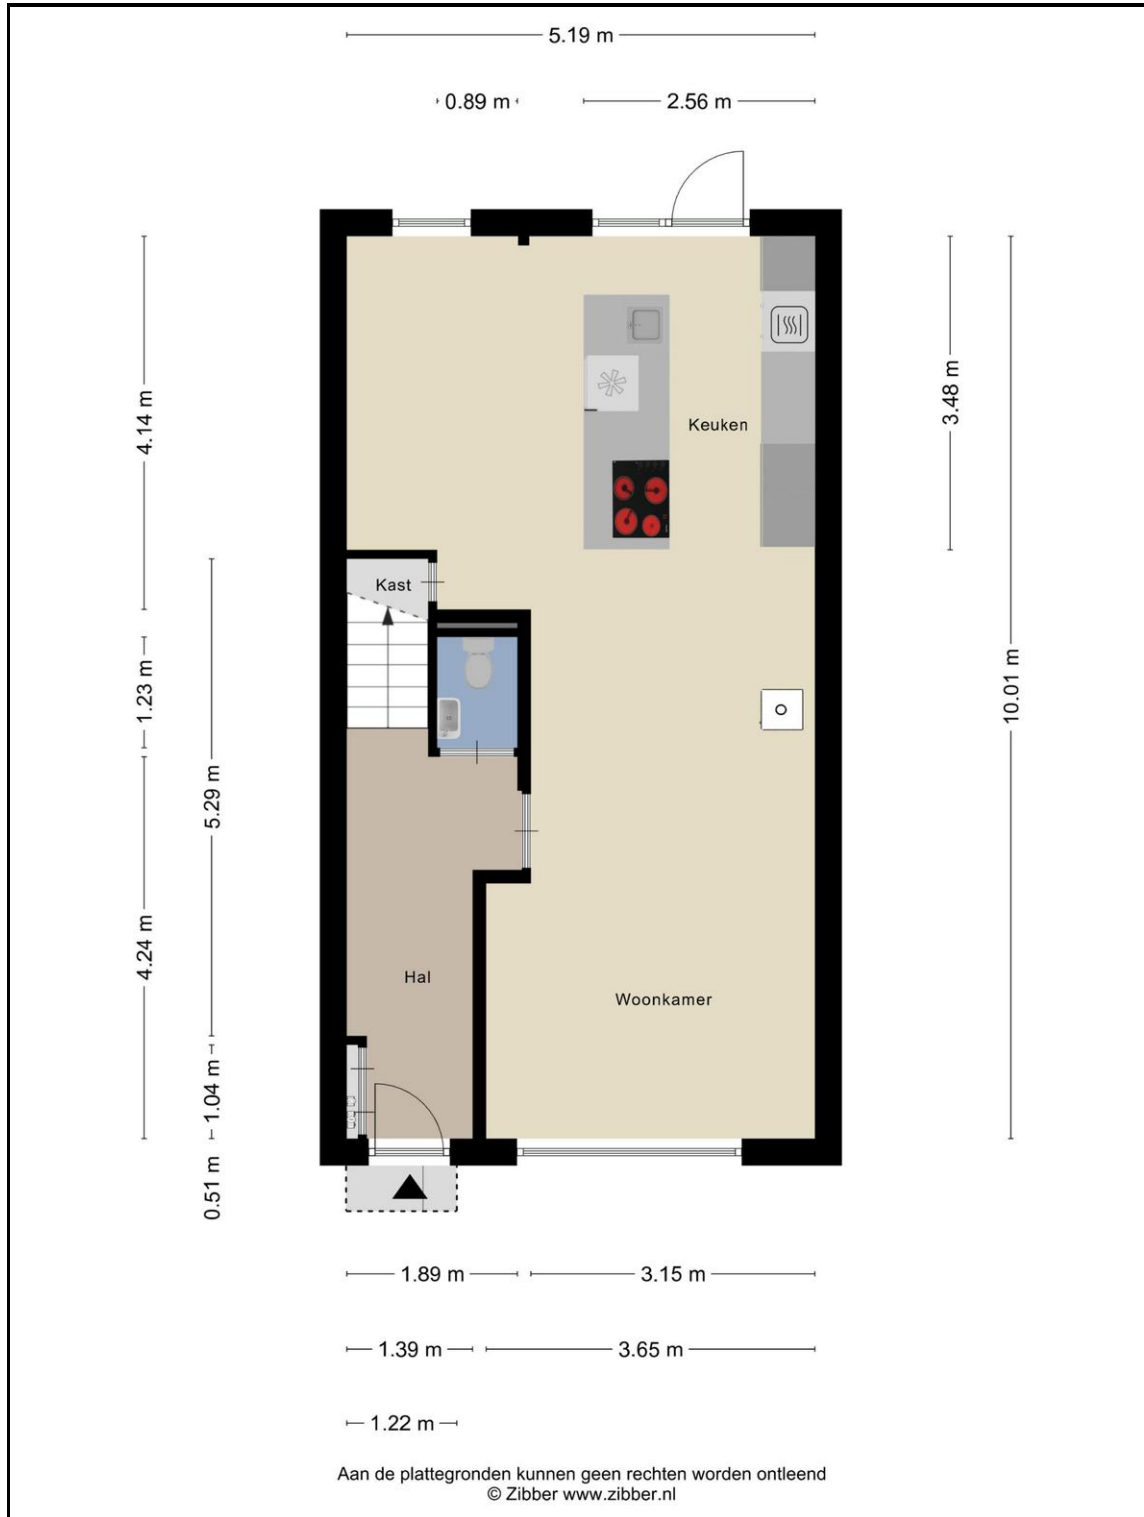 5.19 m
0.89 m
2.56 m
4.14 m
3.48 m
Keuken
Kast
1.23 m
10.01 m
5.29 m
4.24 m
Hal
Woonkamer
1.04 m
0.51 m
1.89 m
3.15 m
1.39 m
3.65 m
1.22 m
Aan de plattegronden kunnen geen rechten worden ontleend
© Zibber www.zibber.nl